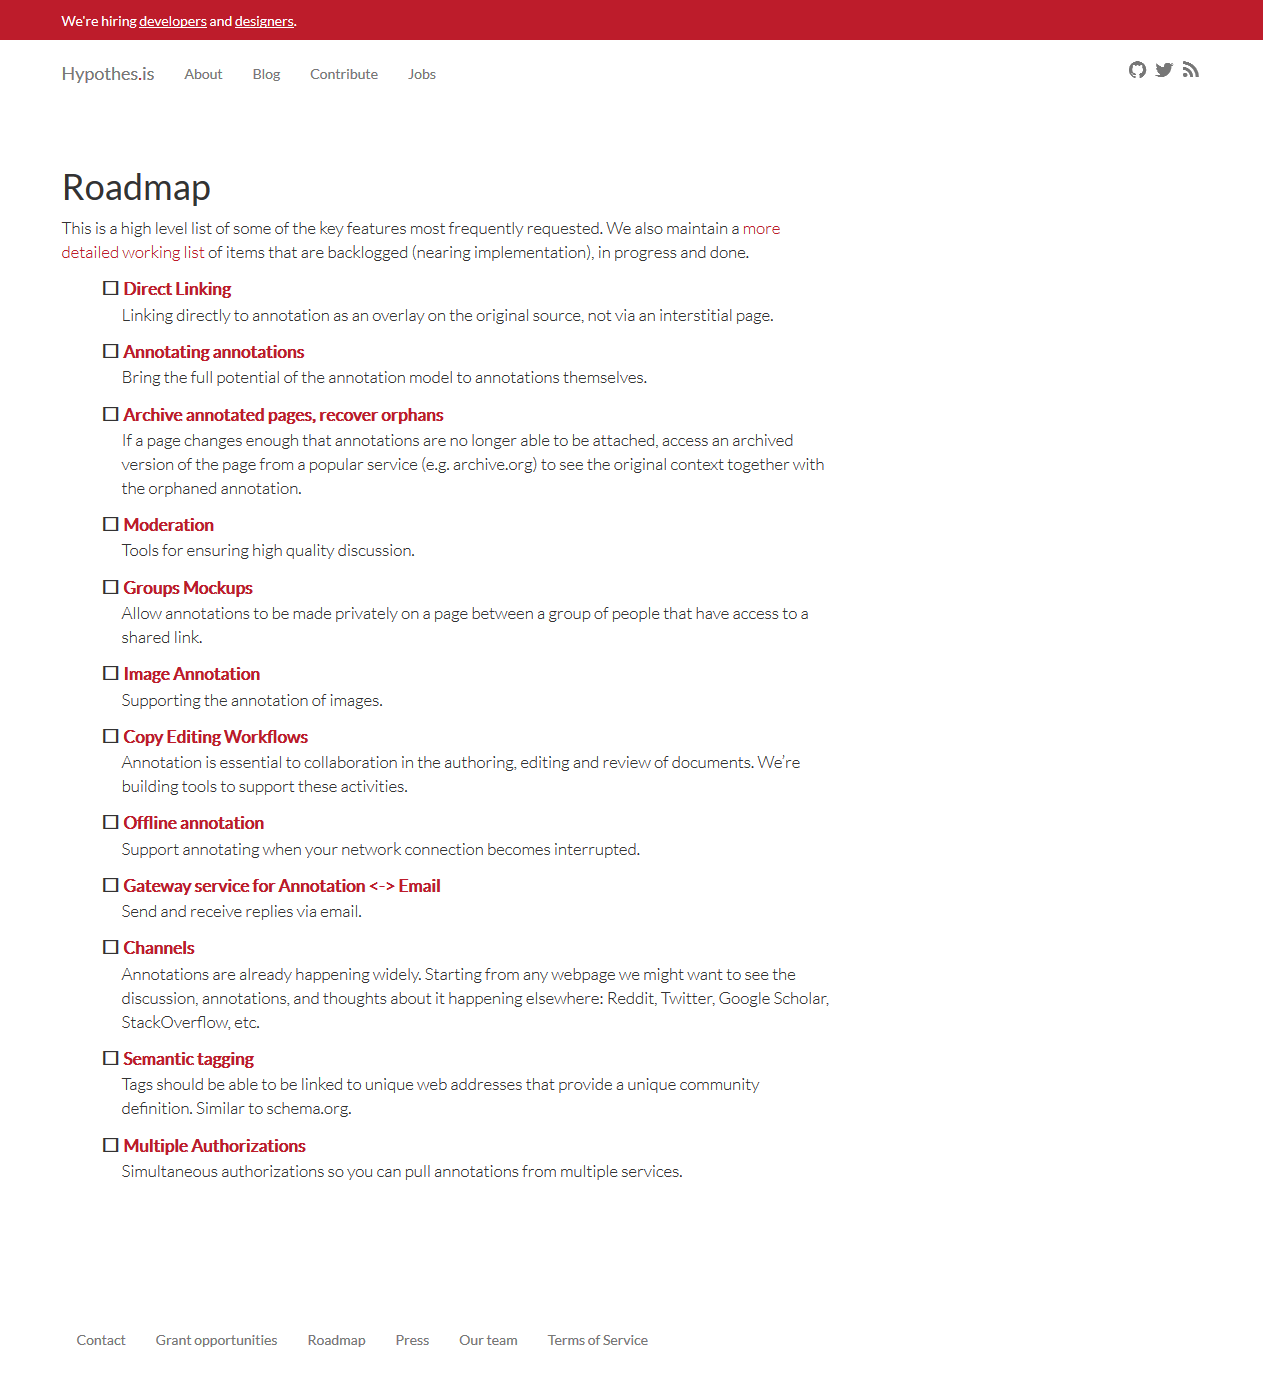 We're hiring developers and designers.
Hypothes.is About Blog Contribute Jobs
Roadmap
This is a high level list of some of the key features most frequently requested. We also maintain a more
detailed working list of items that are backlogged (nearing implementation), in progress and done.
☐ Direct Linking
Linking directly to annotation as an overlay on the original source, not via an interstitial page.
☐ Annotating annotations
Bring the full potential of the annotation model to annotations themselves.
☐ Archive annotated pages, recover orphans
If a page changes enough that annotations are no longer able to be attached, access an archived
version of the page from a popular service (e.g. archive.org) to see the original context together with
the orphaned annotation.
☐ Moderation
Tools for ensuring high quality discussion.
☐ Groups Mockups
Allow annotations to be made privately on a page between a group of people that have access to a
shared link.
☐ Image Annotation
Supporting the annotation of images.
☐ Copy Editing Workflows
Annotation is essential to collaboration in the authoring, editing and review of documents. We’re
building tools to support these activities.
☐ Offline annotation
Support annotating when your network connection becomes interrupted.
☐ Gateway service for Annotation <-> Email
Send and receive replies via email.
☐ Channels
Annotations are already happening widely. Starting from any webpage we might want to see the
discussion, annotations, and thoughts about it happening elsewhere: Reddit, Twitter, Google Scholar,
StackOverflow, etc.
☐ Semantic tagging
Tags should be able to be linked to unique web addresses that provide a unique community
definition. Similar to schema.org.
☐ Multiple Authorizations
Simultaneous authorizations so you can pull annotations from multiple services.
Contact Grant opportunities Roadmap Press Our team Terms of Service